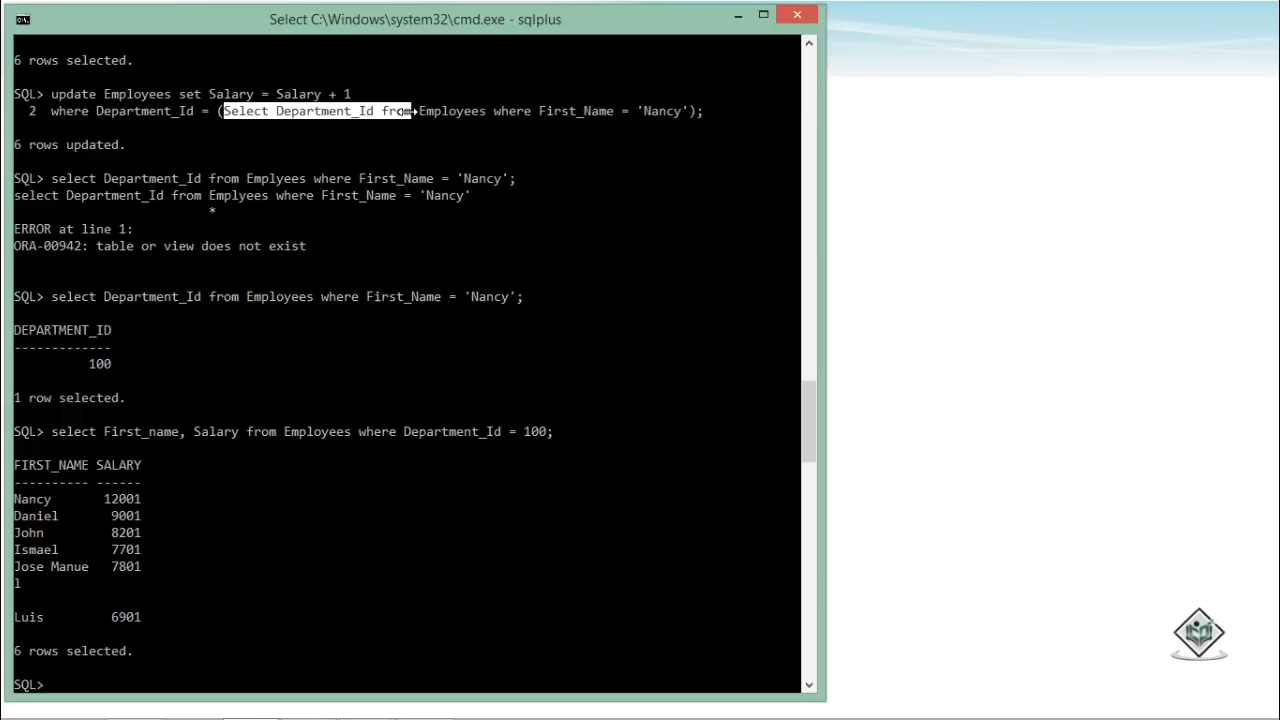 Select C:\Windows\system32\cmd.exe - sqlplus
6 rows selected.
SQL> update Employees set Salary = Salary + 1
2 where Department_Id = (Select Department_Id from Employees where First_Name = 'Nancy');
6 rows updated.
SQL> select Department_Id from Emplyees where First_Name = 'Nancy';
select Department_Id from Emplyees where First_Name = 'Nancy'
*
ERROR at line 1:
ORA-00942: table or view does not exist
SQL> select Department_Id from Employees where First_Name = 'Nancy';
DEPARTMENT_ID
-------------
100
1 row selected.
SQL> select First_name, Salary from Employees where Department_Id = 100;
FIRST_NAME SALARY
---------- ------
Nancy 12001
Daniel 9001
John 8201
Ismael 7701
Jose Manue 7801
l
Luis 6901
6 rows selected.
SQL>